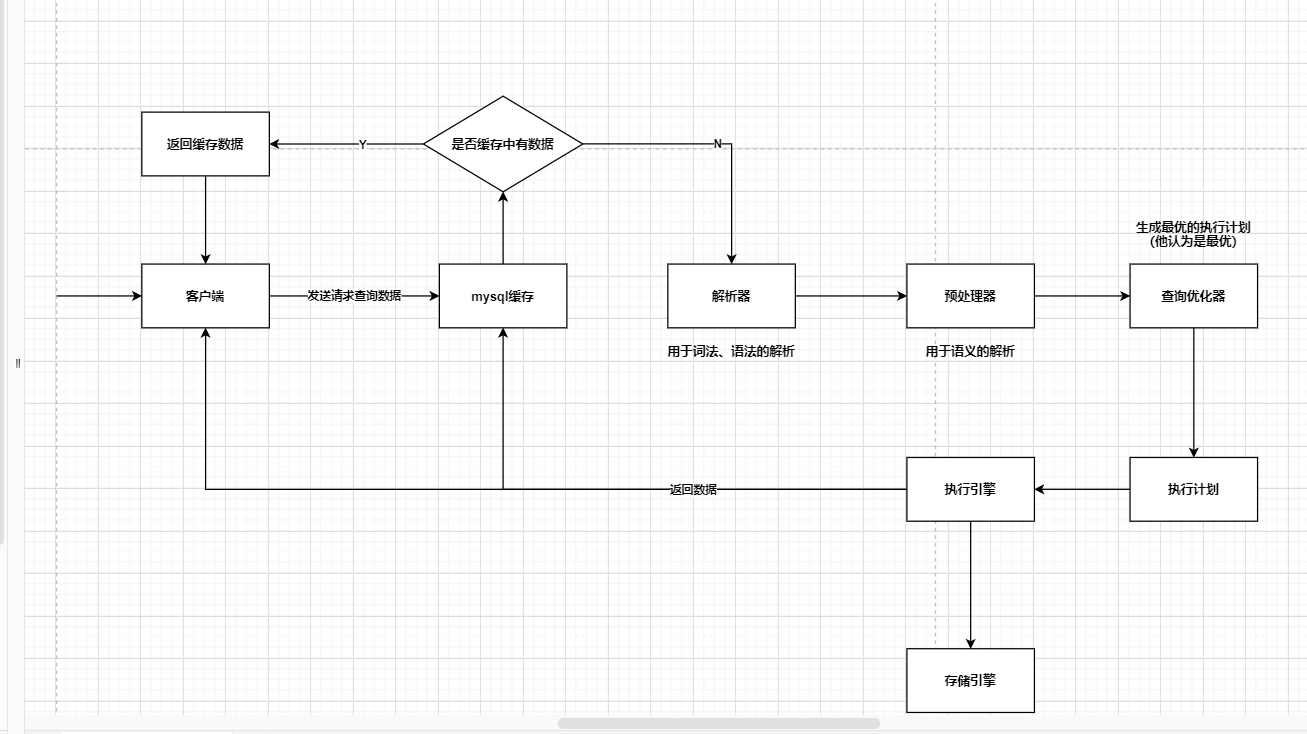 返回缓存数据
Y
是否缓存中有数据
N
生成最优的执行计划
(他认为是最优)
客户端
发送请求查询数据
mysql缓存
解析器
预处理器
查询优化器
用于词法、语法的解析
用于语义的解析
返回数据
执行引擎
执行计划
存储引擎